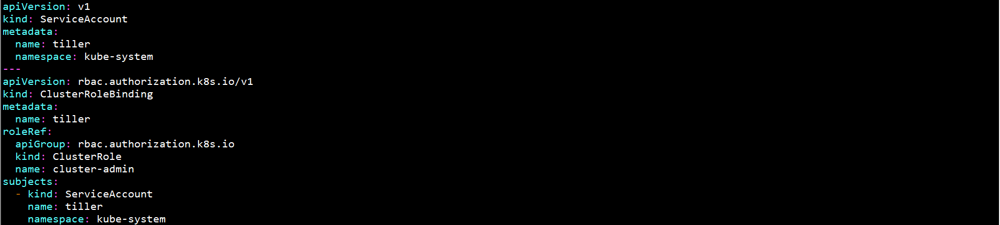 apiVersion: v1
kind: ServiceAccount
metadata:
  name: tiller
  namespace: kube-system
---
apiVersion: rbac.authorization.k8s.io/v1
kind: ClusterRoleBinding
metadata:
  name: tiller
roleRef:
  apiGroup: rbac.authorization.k8s.io
  kind: ClusterRole
  name: cluster-admin
subjects:
  - kind: ServiceAccount
    name: tiller
    namespace: kube-system